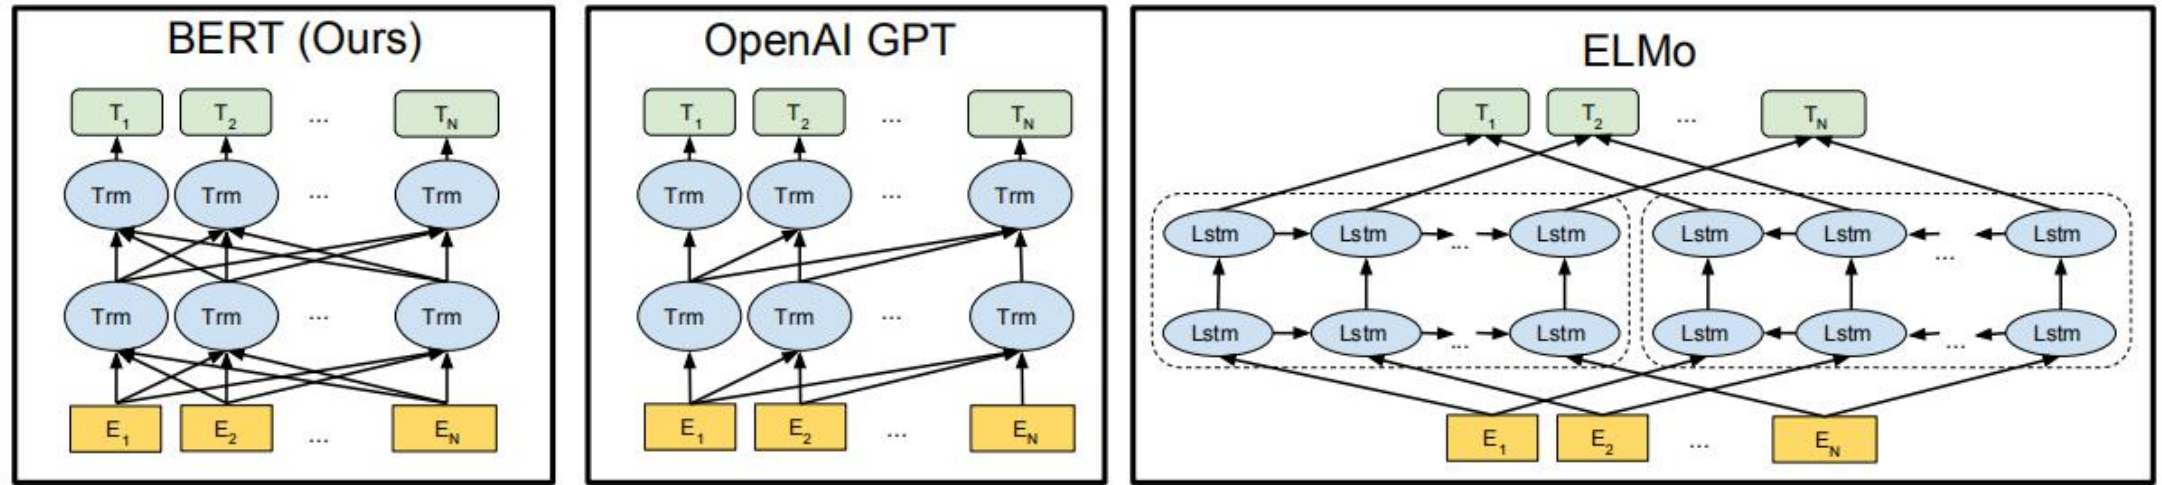 BERT (Ours)
T1 T2 ... TN
Trm Trm ... Trm
Trm Trm ... Trm
E1 E2 ... EN
OpenAI GPT
T1 T2 ... TN
Trm Trm ... Trm
Trm Trm ... Trm
E1 E2 ... EN
ELMo
T1 T2 ... TN
Lstm Lstm ... Lstm Lstm Lstm ... Lstm
Lstm Lstm ... Lstm Lstm Lstm ... Lstm
E1 E2 ... EN